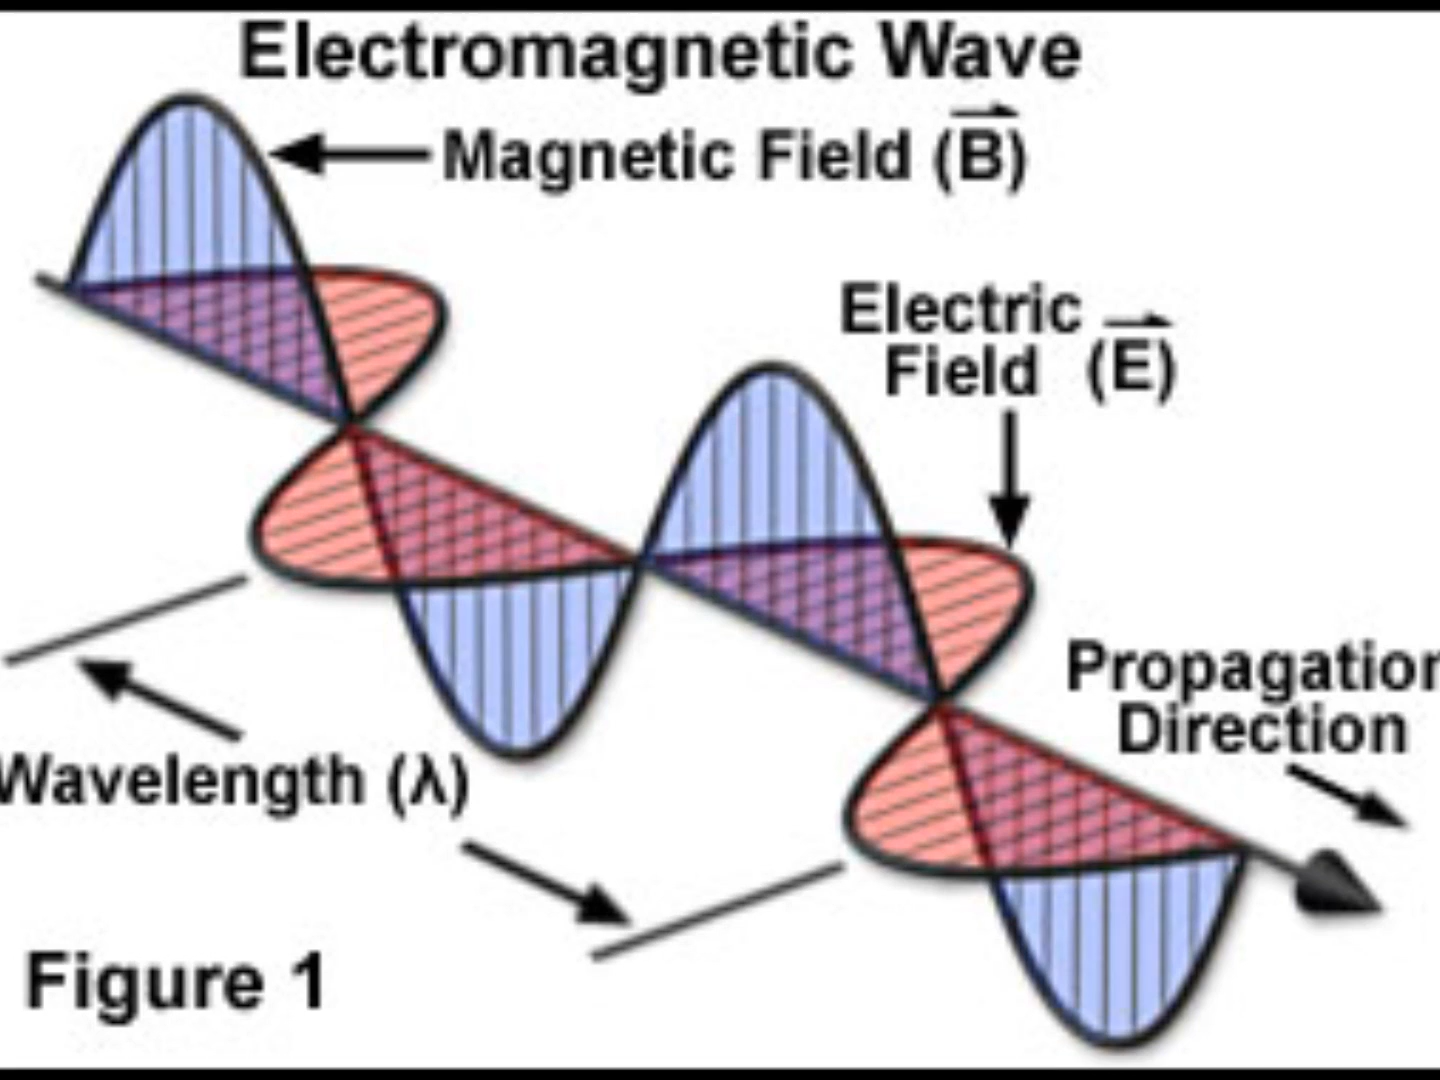 Electromagnetic Wave
Magnetic Field (B)
Electric
Field (E)
Propagation
Direction
Wavelength (λ)
Figure 1